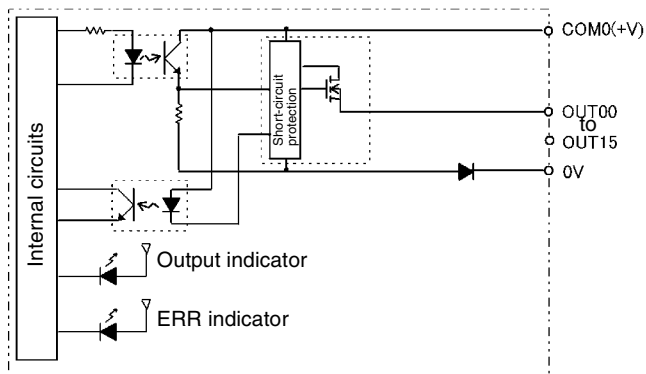 COM0(+V)
Internal circuits
Short-circuit
protection
OUT00
to
OUT15
0V
Output indicator
ERR indicator